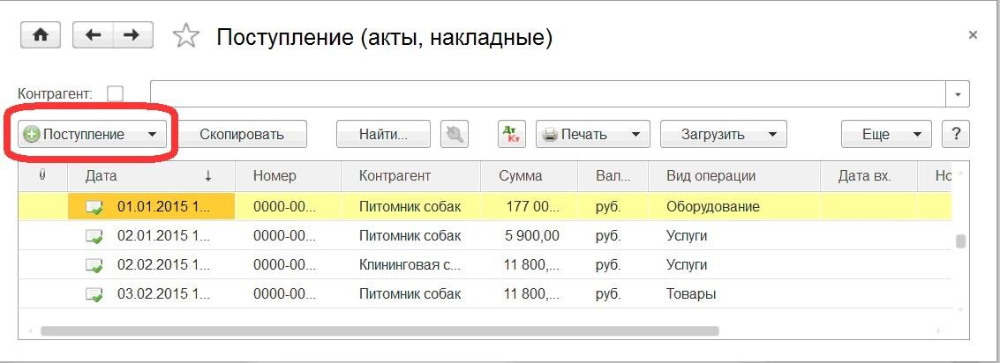 Поступление (акты, накладные)
Контрагент:
Поступление Скопировать Найти... Дт Кт Печать Загрузить Еще ?
Дата Номер Контрагент Сумма Вал... Вид операции Дата вх. Но
01.01.2015 1... 0000-00... Питомник собак 177 00... руб. Оборудование
02.01.2015 1... 0000-00... Питомник собак 5 900,00 руб. Услуги
02.02.2015 1... 0000-00... Клининговая с... 11 800,... руб. Услуги
03.02.2015 1... 0000-00... Питомник собак 11 800,... руб. Товары